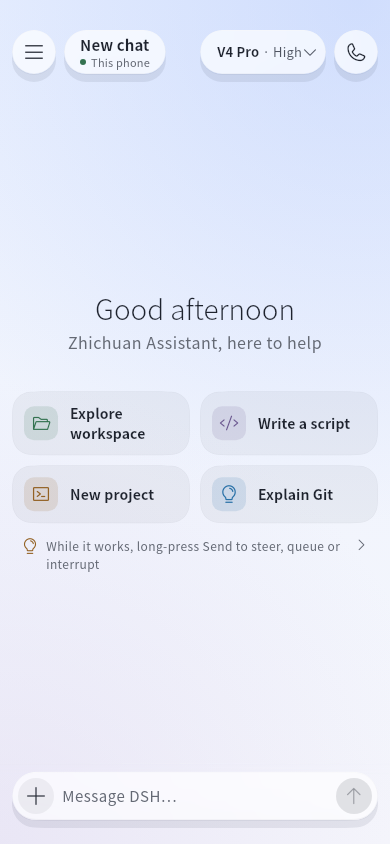 New chat
This phone
V4 Pro · High
Good afternoon
Zhichuan Assistant, here to help
Explore
workspace
Write a script
New project
Explain Git
While it works, long-press Send to steer, queue or
interrupt
Message DSH…